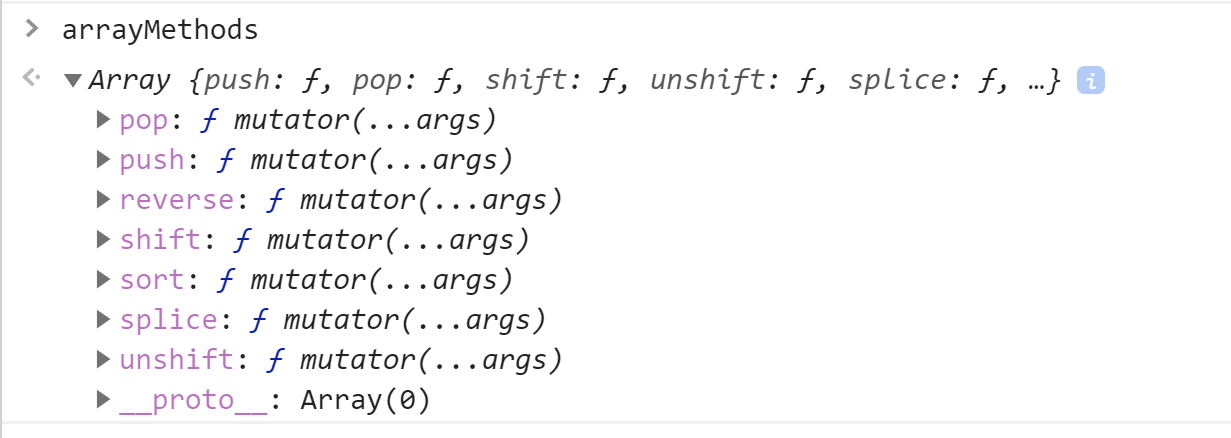 > arrayMethods
<· ▼Array {push: ƒ, pop: ƒ, shift: ƒ, unshift: ƒ, splice: ƒ, …} i
▶pop: ƒ mutator(...args)
▶push: ƒ mutator(...args)
▶reverse: ƒ mutator(...args)
▶shift: ƒ mutator(...args)
▶sort: ƒ mutator(...args)
▶splice: ƒ mutator(...args)
▶unshift: ƒ mutator(...args)
▶__proto__: Array(0)